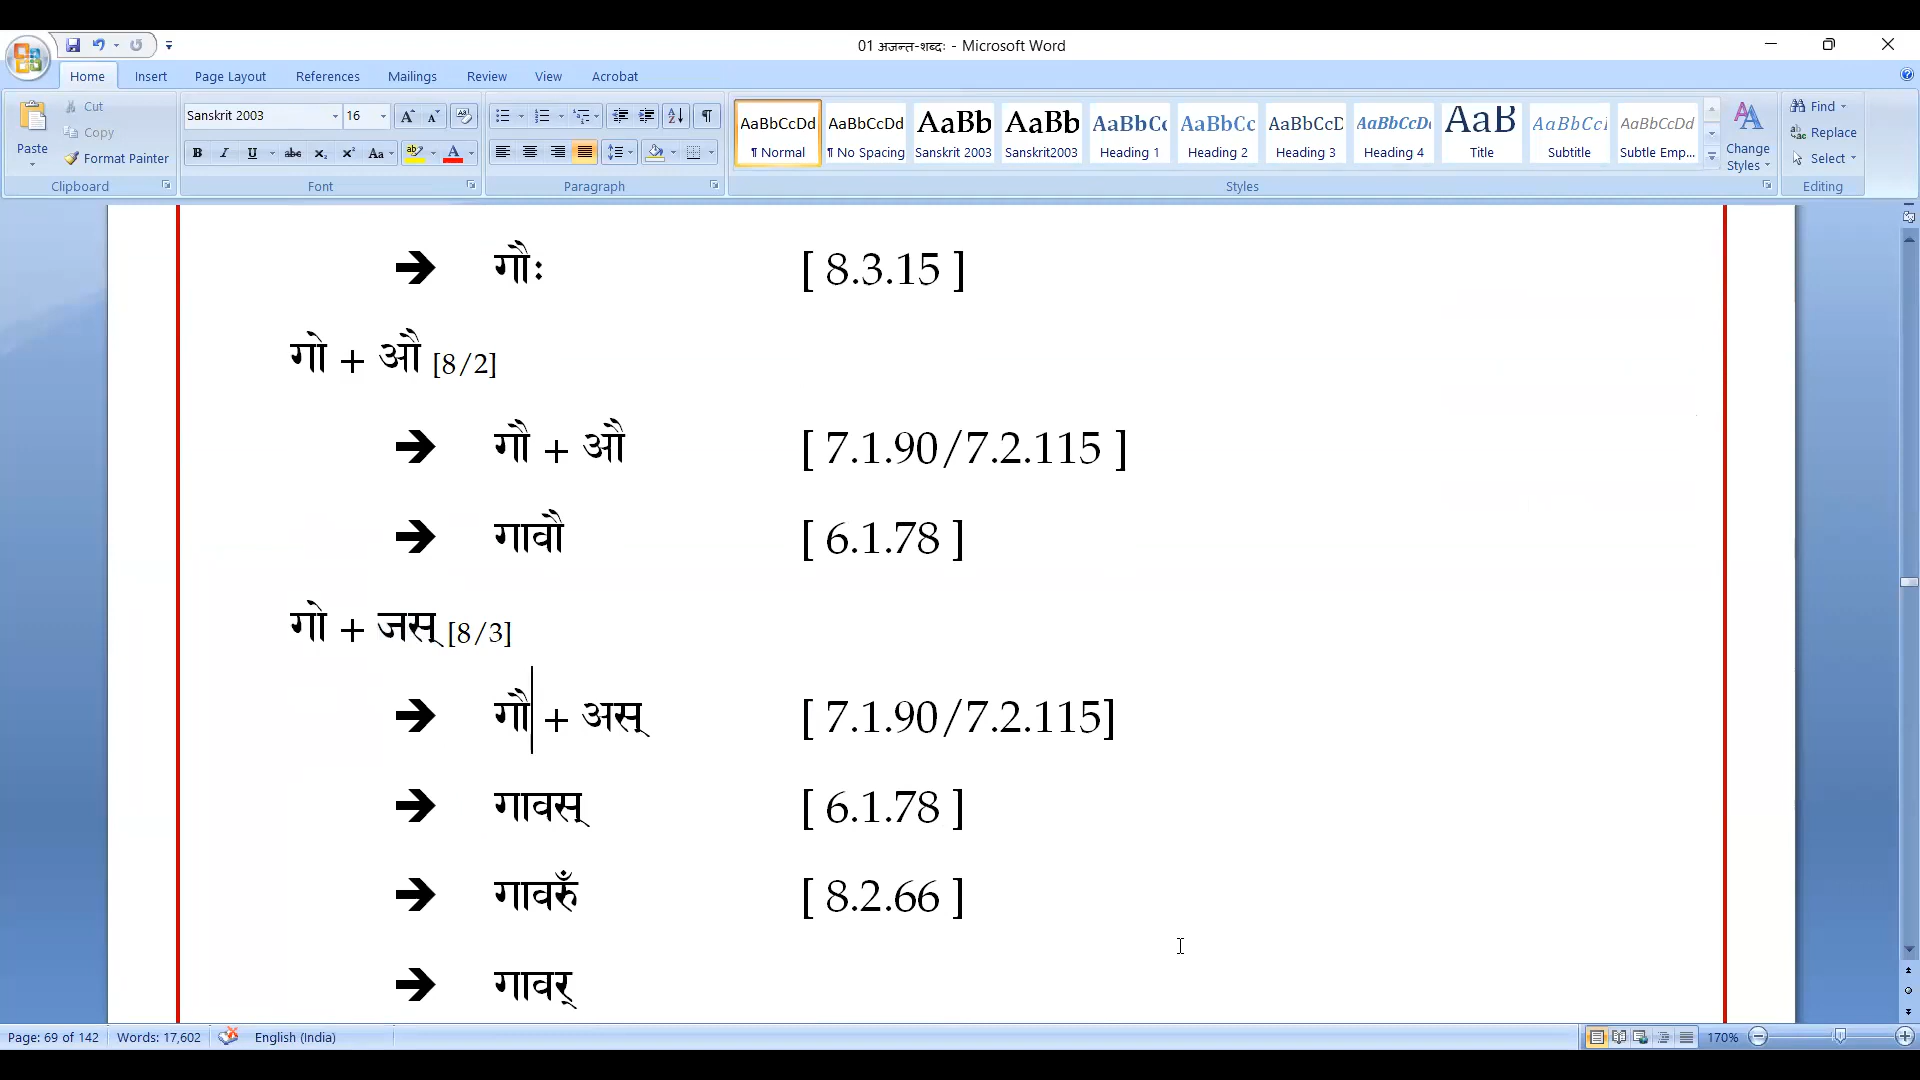 01 अजन्त-शब्दः - Microsoft Word
Home Insert Page Layout References Mailings Review View Acrobat
Paste Cut Copy Format Painter
Sanskrit 2003 16
AaBbCcDd AaBbCcDd AaBb AaBb AaBbCc AaBbCc AaBbCcD AaBbCcDd AaB AaBbCcl AaBbCcDd
¶ Normal ¶ No Spacing Sanskrit 2003 Sanskrit2003 Heading 1 Heading 2 Heading 3 Heading 4 Title Subtitle Subtle Emp...
Change Styles
Find Replace Select
Clipboard Font Paragraph Styles Editing
➔ गौः [ 8.3.15 ]
गो + औ [8/2]
➔ गौ + औ [ 7.1.90/7.2.115 ]
➔ गावौ [ 6.1.78 ]
गो + जस् [8/3]
➔ गौ + अस् [ 7.1.90/7.2.115]
➔ गावस् [ 6.1.78 ]
➔ गावरुँ [ 8.2.66 ]
➔ गावर्
Page: 69 of 142 Words: 17,602 English (India) 170%